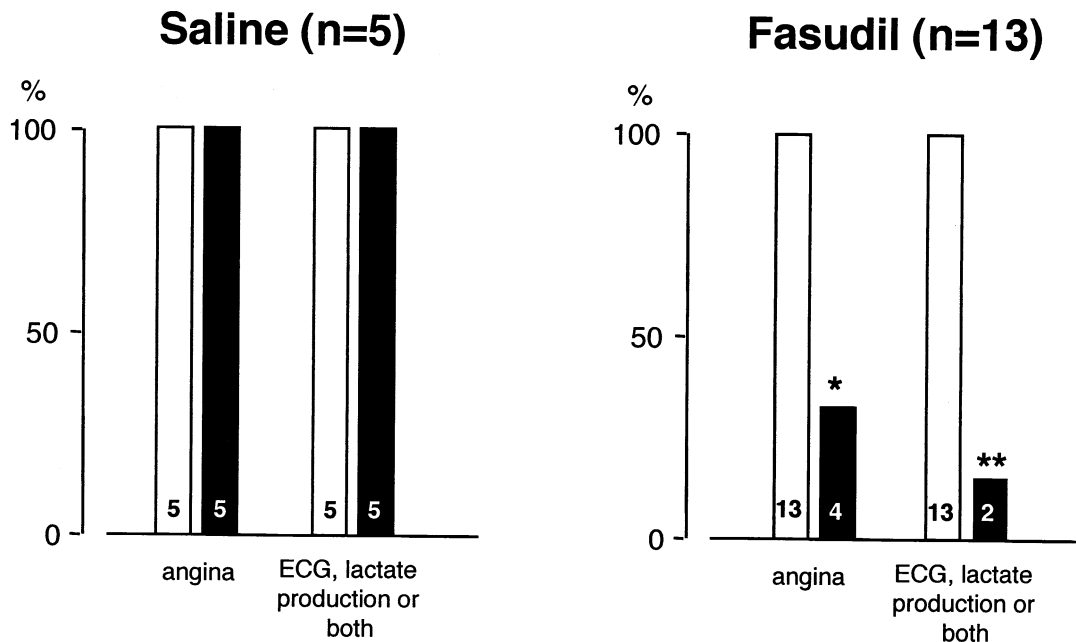 Saline (n=5)
%
100
50
0
5
5
5
5
angina
ECG, lactate
production or
both
Fasudil (n=13)
%
100
50
0
*
**
13
4
13
2
angina
ECG, lactate
production or
both